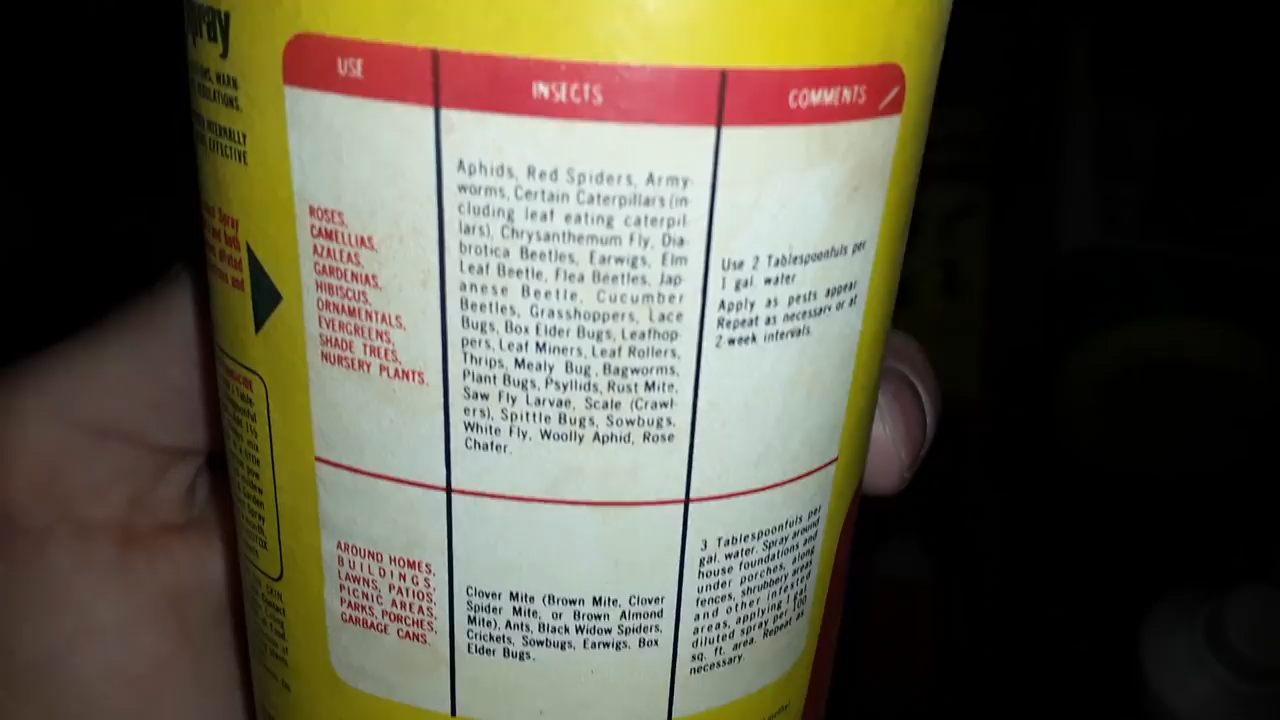 USE
INSECTS
COMMENTS
ROSES,
CAMELLIAS,
AZALEAS,
GARDENIAS,
HIBISCUS,
ORNAMENTALS,
EVERGREENS,
SHADE TREES,
NURSERY PLANTS.
Aphids, Red Spiders, Army-
worms, Certain Caterpillars (in
cluding leaf eating caterpil
lars), Chrysanthemum Fly, Dia-
brotica Beetles, Earwigs, Elm
Leaf Beetle, Flea Beetles, Jap-
anese Beetle, Cucumber
Beetles, Grasshoppers, Lace
Bugs, Box Elder Bugs, Leafhop-
pers, Leaf Miners, Leaf Rollers,
Thrips, Mealy Bug, Bagworms,
Plant Bugs, Psyllids, Rust Mite,
Saw Fly Larvae, Scale (Crawl-
ers), Spittle Bugs, Sowbugs,
White Fly, Woolly Aphid, Rose
Chafer.
Use 2 Tablespoonfuls per
1 gal. water
Apply as pests appear
Repeat as necessary or at
2-week intervals.
AROUND HOMES,
BUILDINGS,
LAWNS, PATIOS,
PICNIC AREAS,
PARKS, PORCHES,
GARBAGE CANS.
Clover Mite (Brown Mite, Clover
Spider Mite, or Brown Almond
Mite), Ants, Black Widow Spiders,
Crickets, Sowbugs, Earwigs, Box
Elder Bugs.
3 Tablespoonfuls per
gal. water. Spray around
house foundations and
under porches, along
fences, shrubbery areas
and other infested
areas, applying 1 gal
diluted spray per 100
sq. ft. area. Repeat as
necessary.
INTERNALLY
EFFECTIVE
Spray
and both
diluted
and